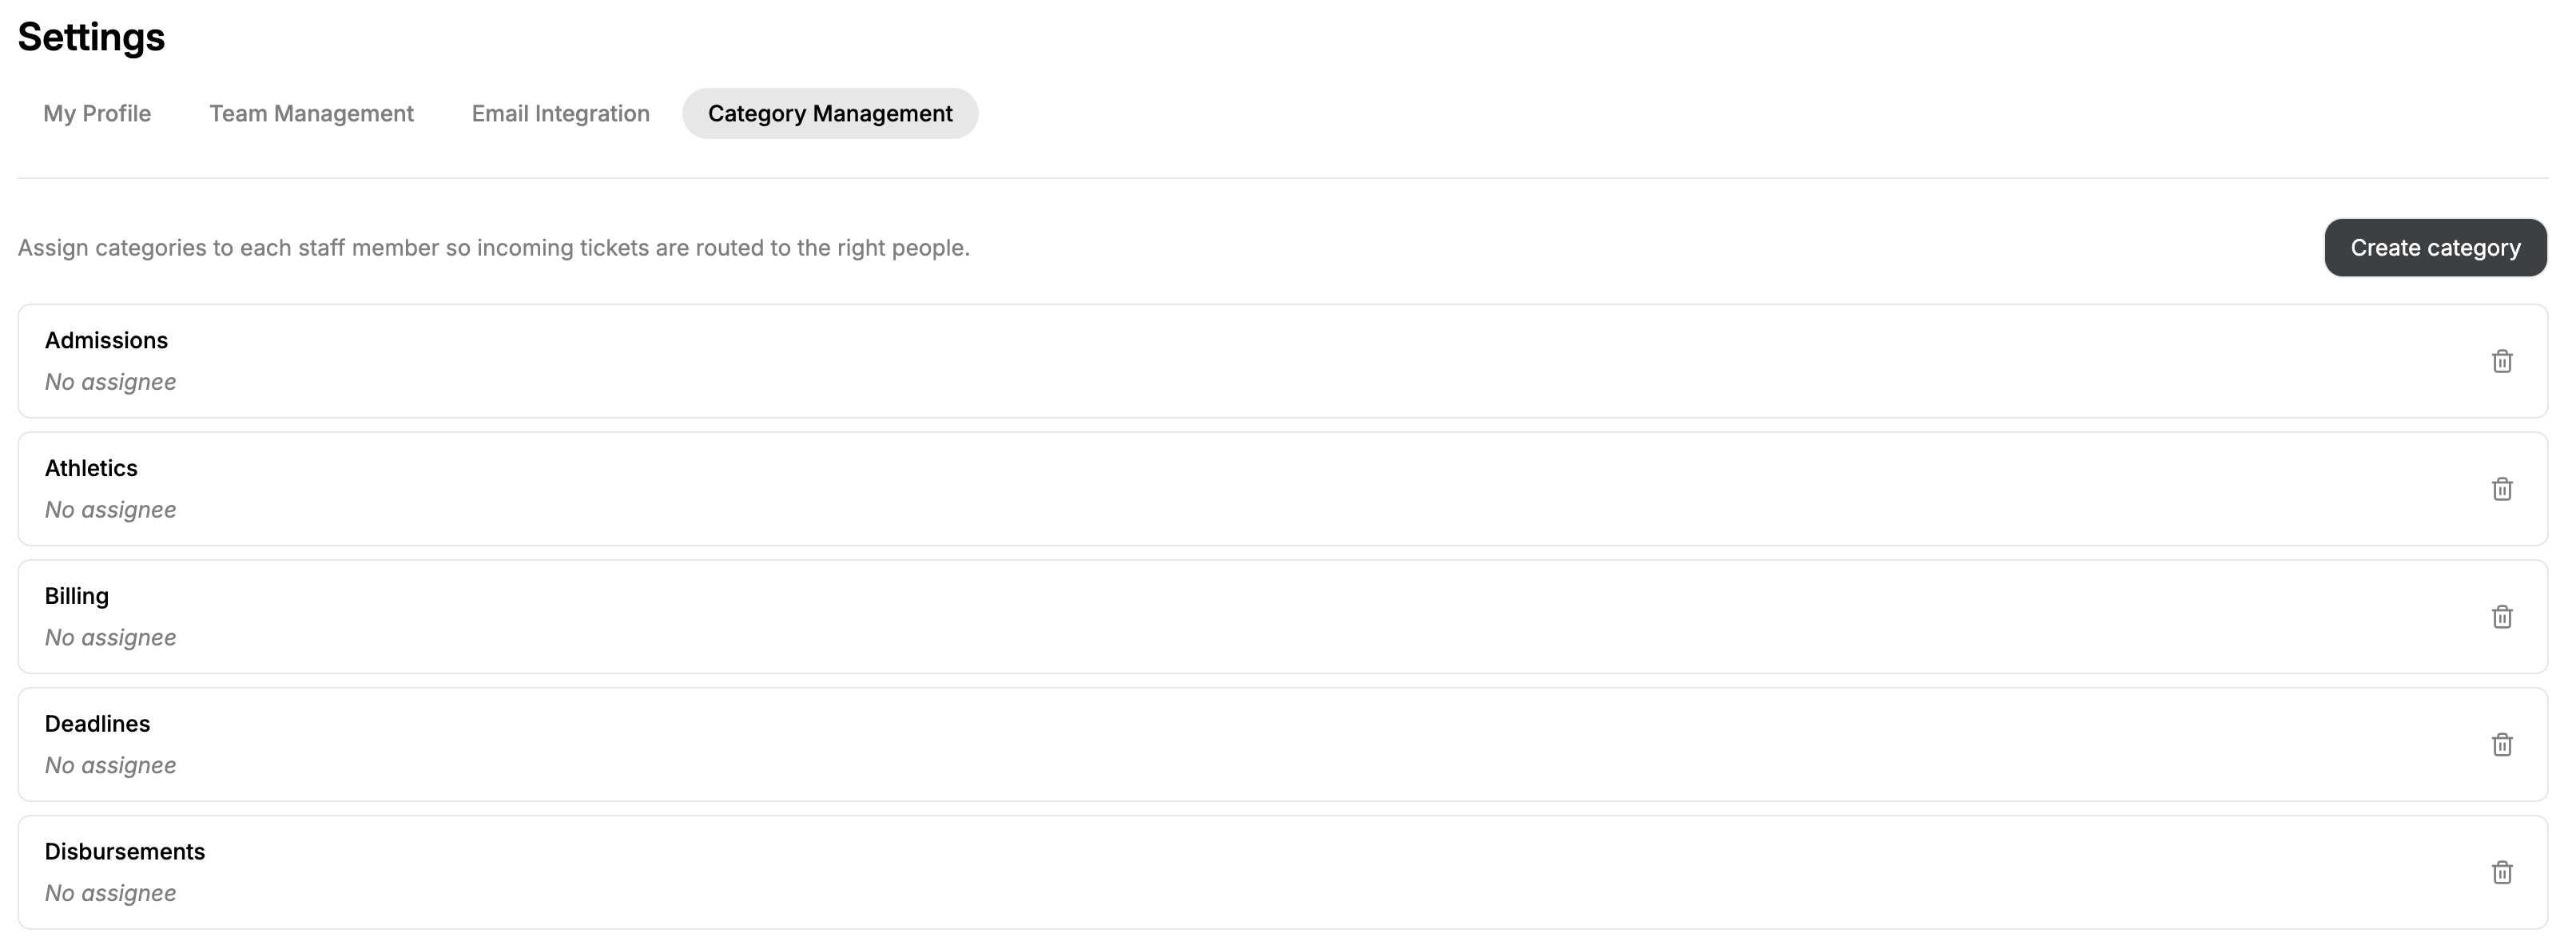 Settings
My Profile Team Management Email Integration Category Management
Assign categories to each staff member so incoming tickets are routed to the right people. Create category
Admissions
No assignee
Athletics
No assignee
Billing
No assignee
Deadlines
No assignee
Disbursements
No assignee